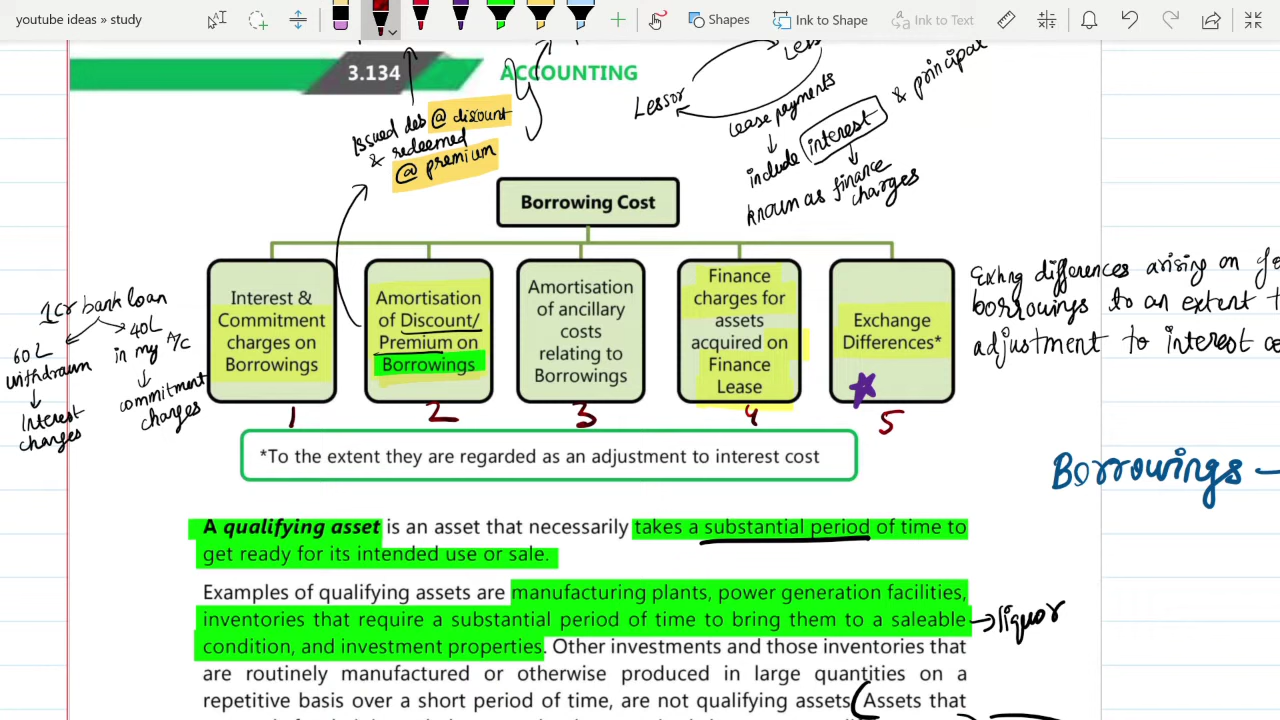 youtube ideas » study
Shapes
Ink to Shape
Ink to Text
3.134
ACCOUNTING
Issued deb @ discount
& redeemed
@ premium
Lessor
Less
lease payments
include interest & principal
known as finance
charges
Borrowing Cost
Interest &
Commitment
charges on
Borrowings
Amortisation
of Discount/
Premium on
Borrowings
Amortisation
of ancillary
costs
relating to
Borrowings
Finance
charges for
assets
acquired on
Finance
Lease
Exchange
Differences*
1 2 3 4 5
1Cr bank loan
60L
withdrawn
Interest
charges
40L
in my A/c
commitment
charges
Exhng differences arising on
borrowings to an extent
adjustment to interest
*To the extent they are regarded as an adjustment to interest cost
Borrowings –
A qualifying asset is an asset that necessarily takes a substantial period of time to
get ready for its intended use or sale.
Examples of qualifying assets are manufacturing plants, power generation facilities,
inventories that require a substantial period of time to bring them to a saleable
condition, and investment properties. Other investments and those inventories that
→liquor
are routinely manufactured or otherwise produced in large quantities on a
repetitive basis over a short period of time, are not qualifying assets. Assets that